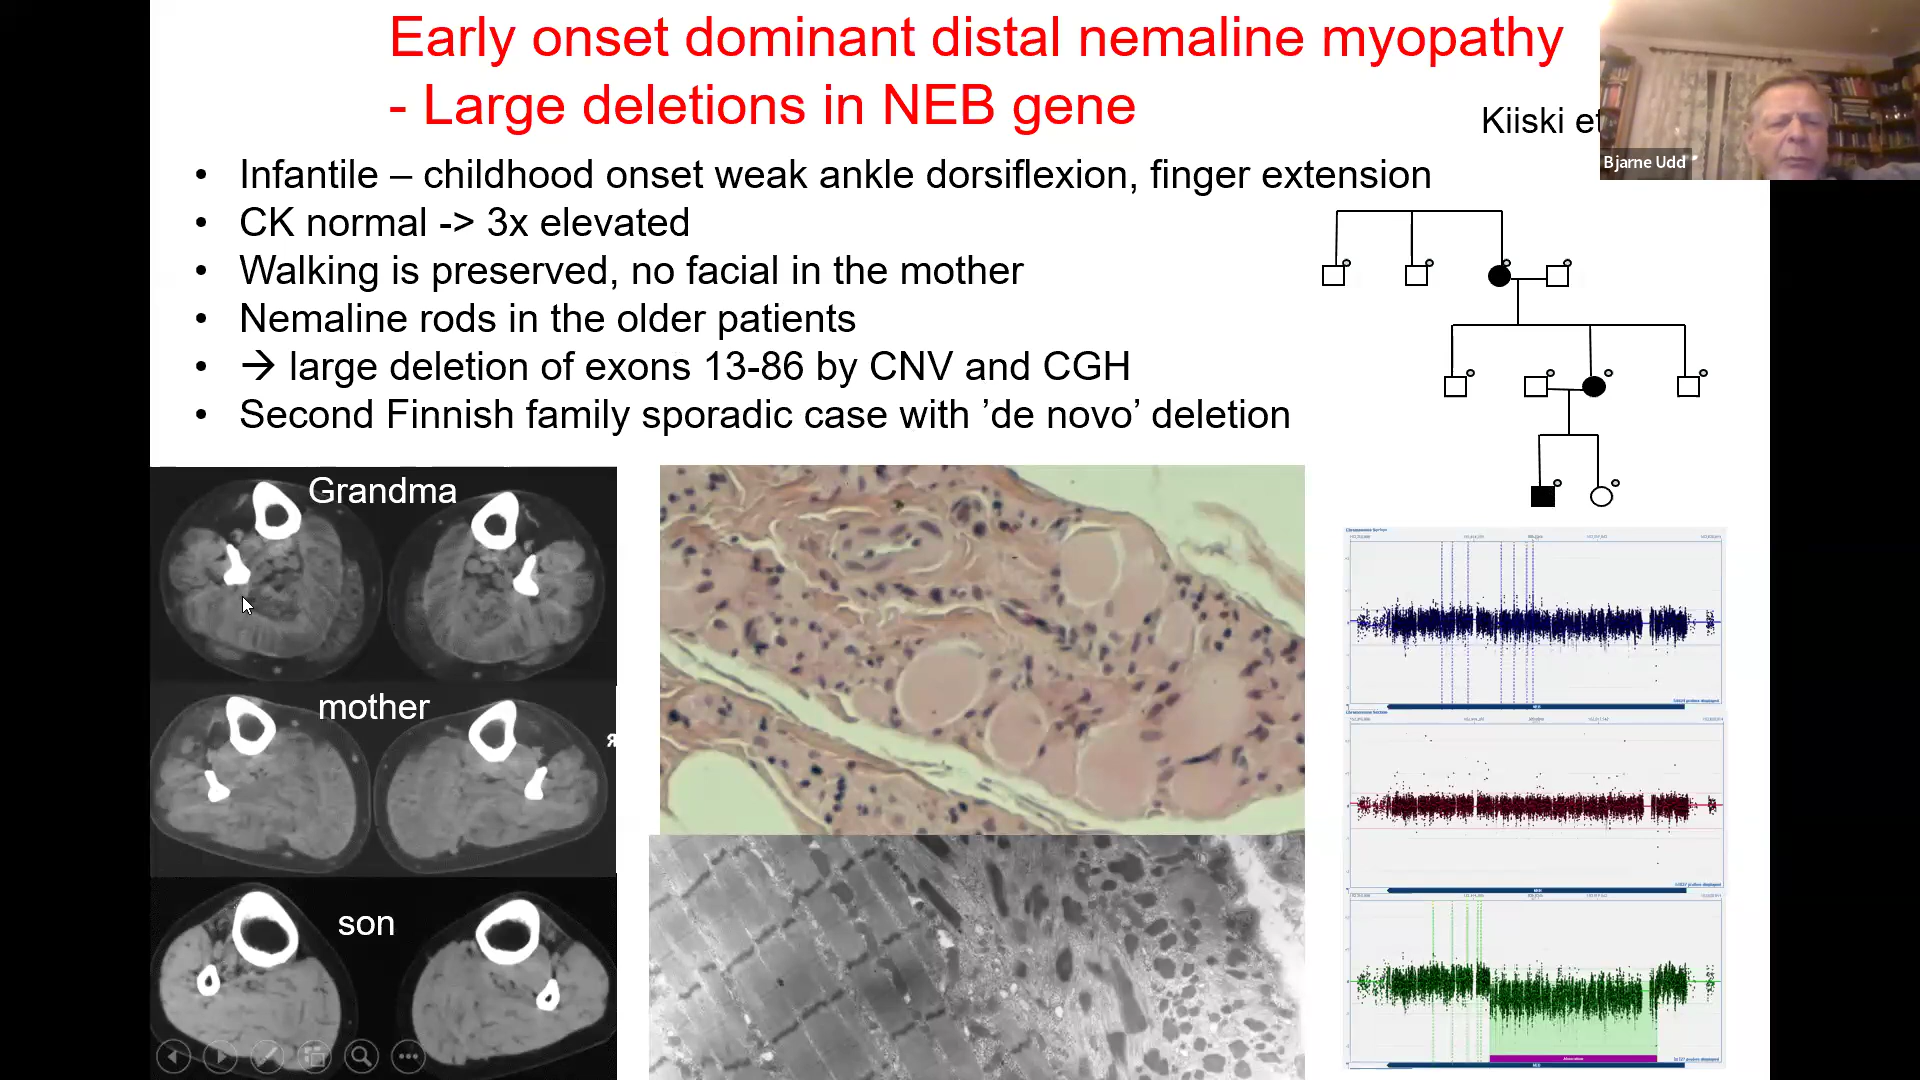 Early onset dominant distal nemaline myopathy
- Large deletions in NEB gene
Kiiski et
Bjarne Udd
• Infantile – childhood onset weak ankle dorsiflexion, finger extension
• CK normal -> 3x elevated
• Walking is preserved, no facial in the mother
• Nemaline rods in the older patients
• → large deletion of exons 13-86 by CNV and CGH
• Second Finnish family sporadic case with ’de novo’ deletion
Grandma
mother
son